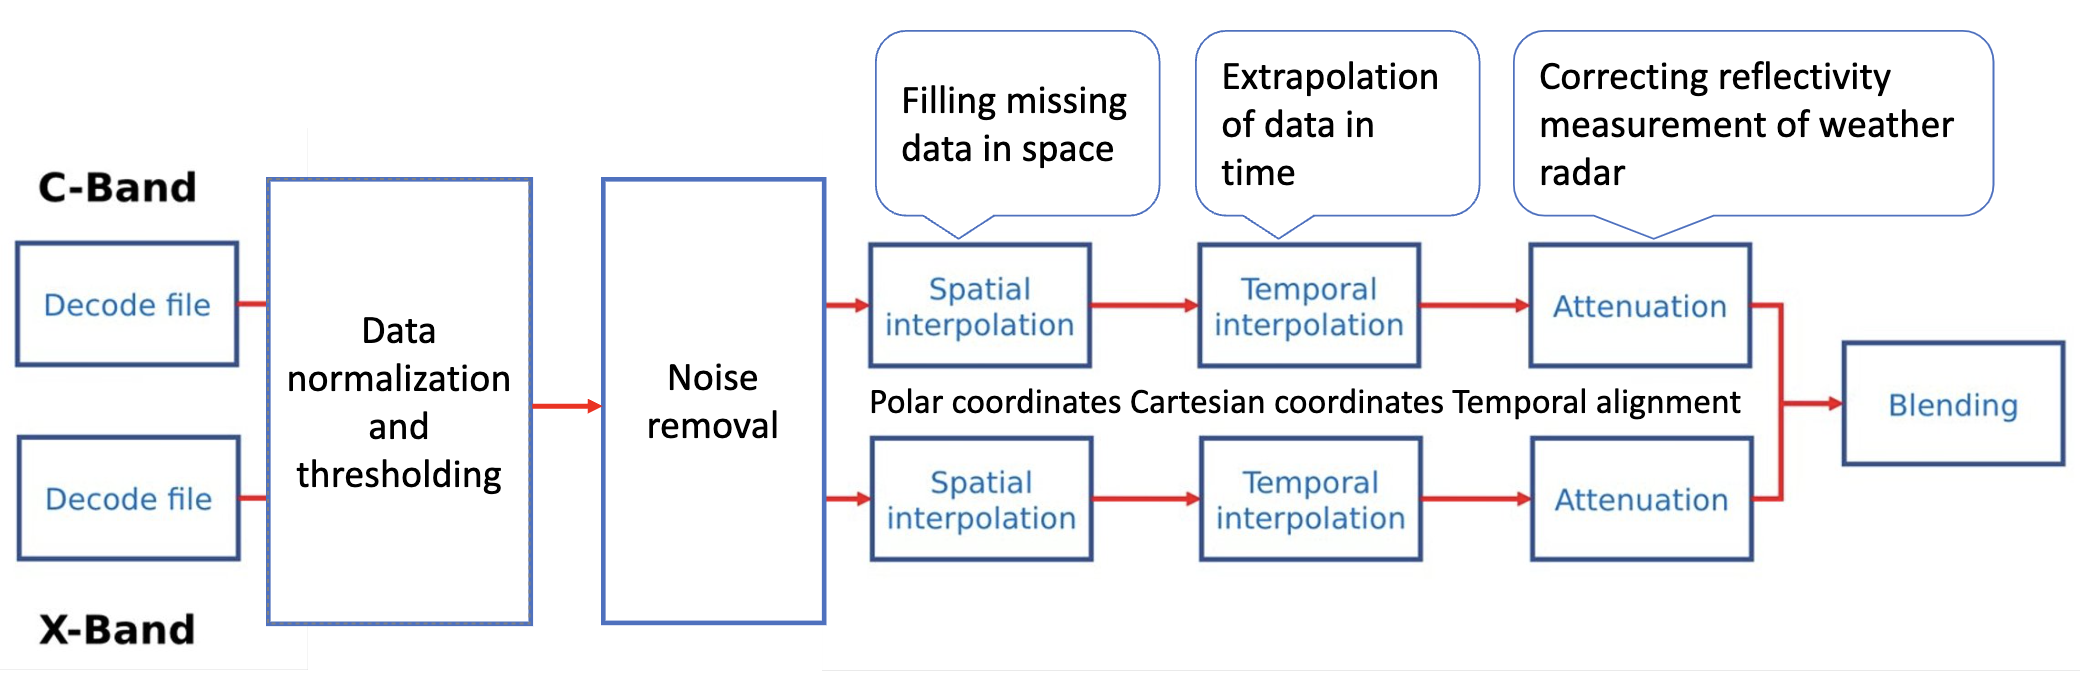 Filling missing
data in space
Extrapolation
of data in
time
Correcting reflectivity
measurement of weather
radar
C-Band
Decode file
Data
normalization
and
thresholding
Noise
removal
Spatial
interpolation
Temporal
interpolation
Attenuation
Polar coordinates Cartesian coordinates Temporal alignment
Blending
Decode file
Spatial
interpolation
Temporal
interpolation
Attenuation
X-Band